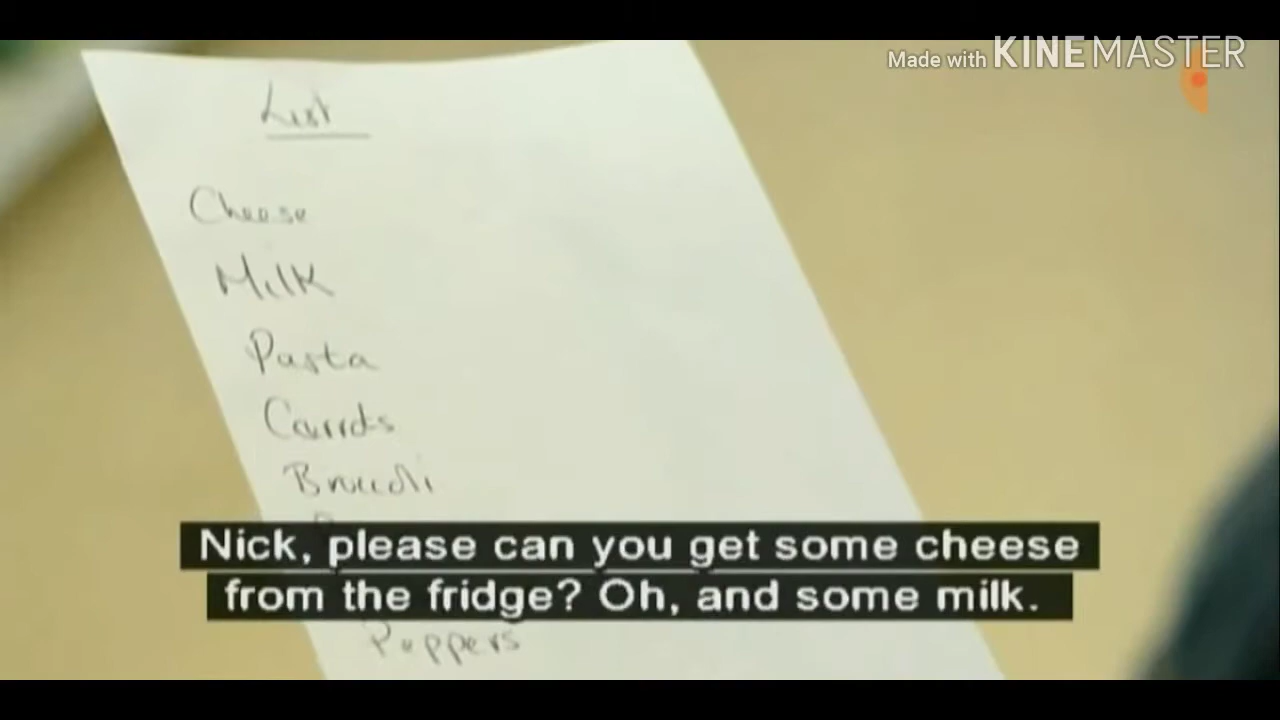 Made with KINEMASTER
List
Cheese
Milk
Pasta
Carrots
Broccoli
Nick, please can you get some cheese
from the fridge? Oh, and some milk.
Peppers